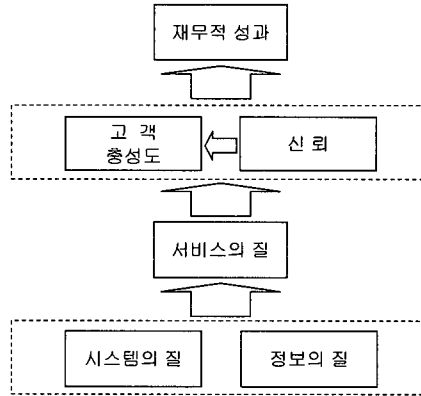 재무적 성과
고 객
충성도
신 뢰
서비스의 질
시스템의 질
정보의 질